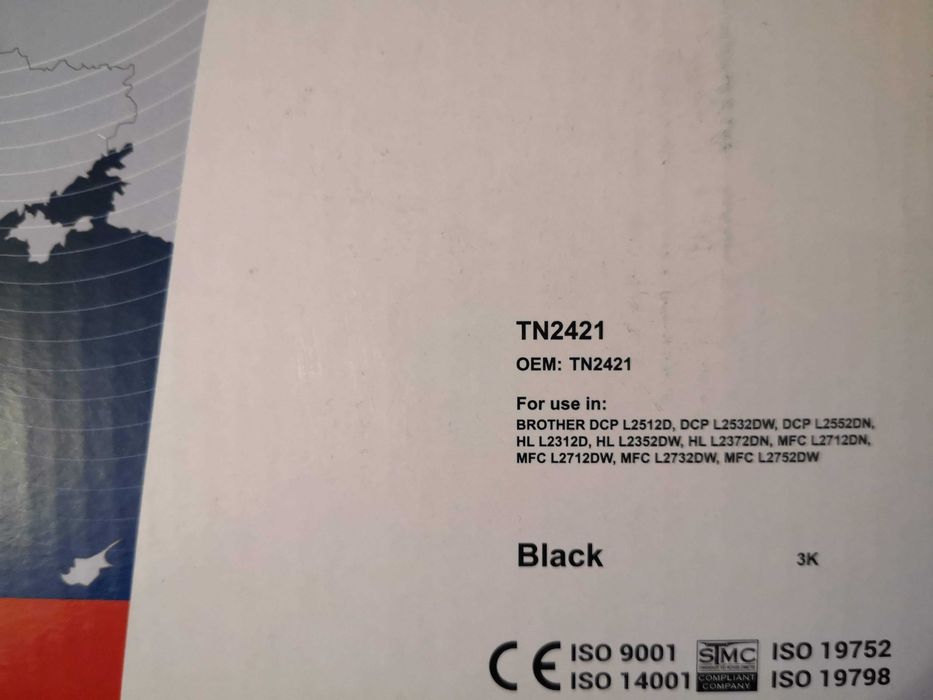 TN2421
OEM: TN2421
For use in:
BROTHER DCP L2512D, DCP L2532DW, DCP L2552DN,
HL L2312D, HL L2352DW, HL L2372DN, MFC L2712DN,
MFC L2712DW, MFC L2732DW, MFC L2752DW
Black 3K
CE ISO 9001 STMC ISO 19752
ISO 14001 COMPLIANT COMPANY ISO 19798